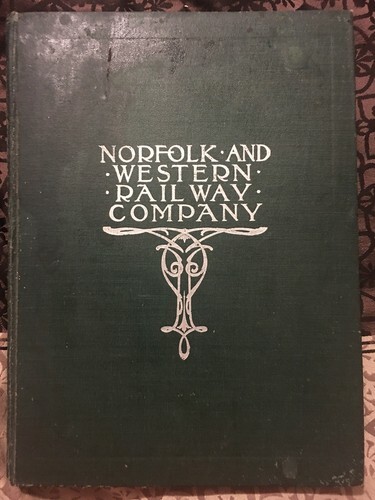 NORFOLK·AND
·WESTERN·
·RAILWAY·
COMPANY